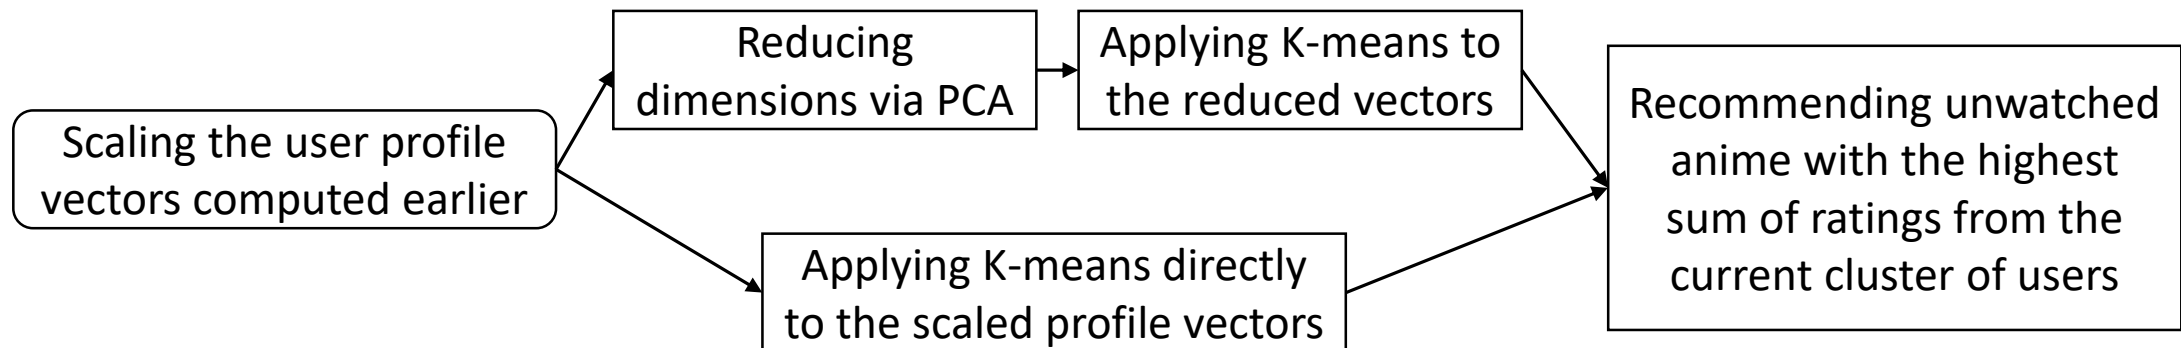 Scaling the user profile
vectors computed earlier
Reducing
dimensions via PCA
Applying K-means to
the reduced vectors
Applying K-means directly
to the scaled profile vectors
Recommending unwatched
anime with the highest
sum of ratings from the
current cluster of users